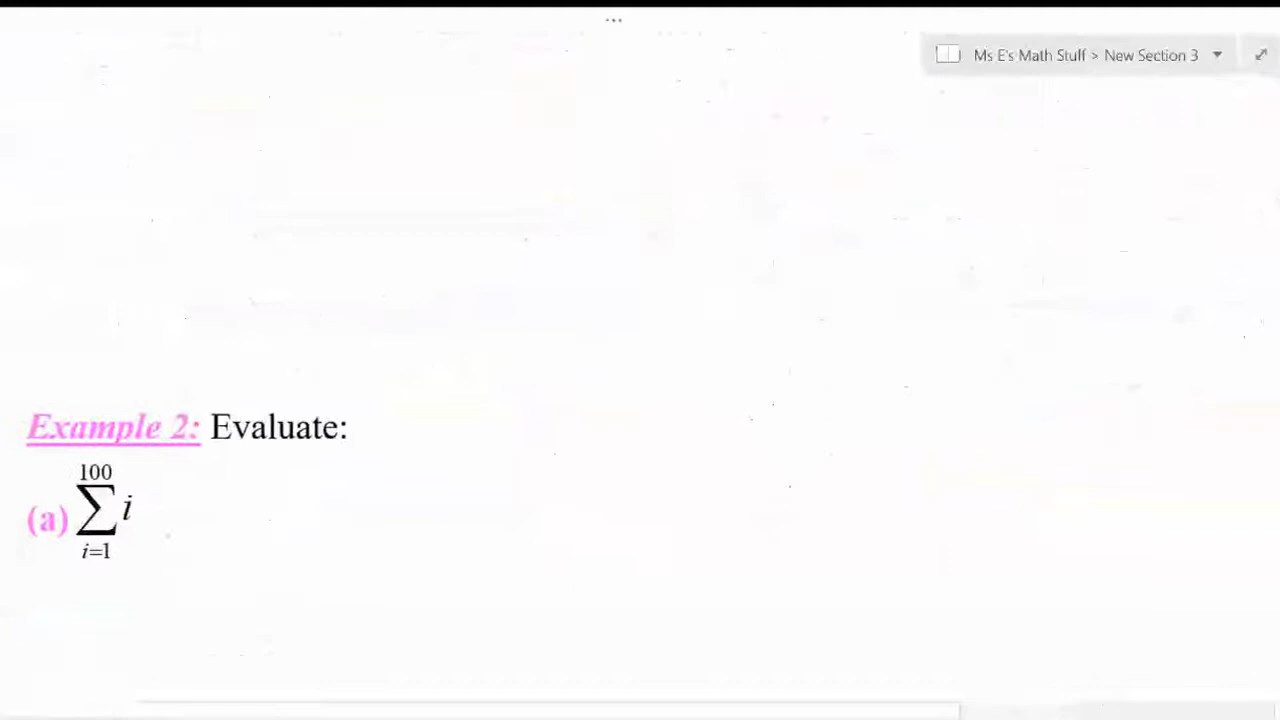 ...
Ms E's Math Stuff > New Section 3
Example 2: Evaluate:
100
(a) ∑ i
i=1